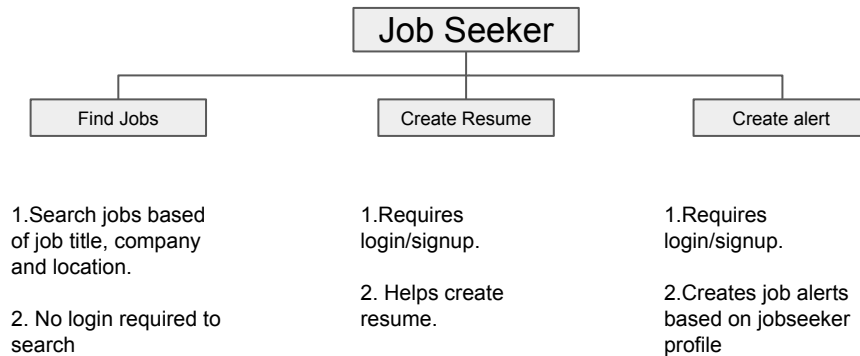 Job Seeker
Find Jobs
Create Resume
Create alert
1.Search jobs based
of job title, company
and location.
2. No login required to
search
1.Requires
login/signup.
2. Helps create
resume.
1.Requires
login/signup.
2.Creates job alerts
based on jobseeker
profile